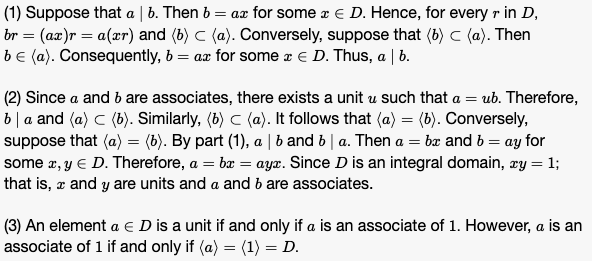 (1) Suppose that a | b. Then b = ax for some x ∈ D. Hence, for every r in D,
br = (ax)r = a(xr) and ⟨b⟩ ⊂ ⟨a⟩. Conversely, suppose that ⟨b⟩ ⊂ ⟨a⟩. Then
b ∈ ⟨a⟩. Consequently, b = ax for some x ∈ D. Thus, a | b.
(2) Since a and b are associates, there exists a unit u such that a = ub. Therefore,
b | a and ⟨a⟩ ⊂ ⟨b⟩. Similarly, ⟨b⟩ ⊂ ⟨a⟩. It follows that ⟨a⟩ = ⟨b⟩. Conversely,
suppose that ⟨a⟩ = ⟨b⟩. By part (1), a | b and b | a. Then a = bx and b = ay for
some x, y ∈ D. Therefore, a = bx = ayx. Since D is an integral domain, xy = 1;
that is, x and y are units and a and b are associates.
(3) An element a ∈ D is a unit if and only if a is an associate of 1. However, a is an
associate of 1 if and only if ⟨a⟩ = ⟨1⟩ = D.